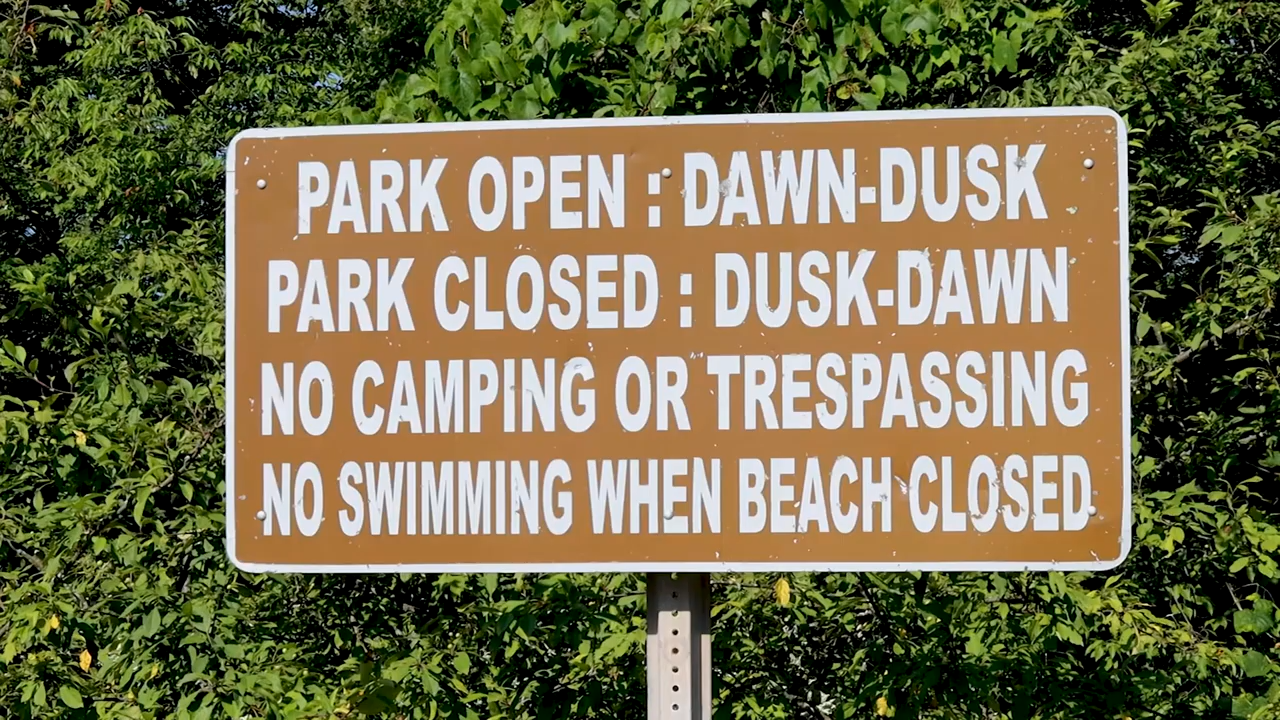 PARK OPEN : DAWN-DUSK
PARK CLOSED : DUSK-DAWN
NO CAMPING OR TRESPASSING
NO SWIMMING WHEN BEACH CLOSED